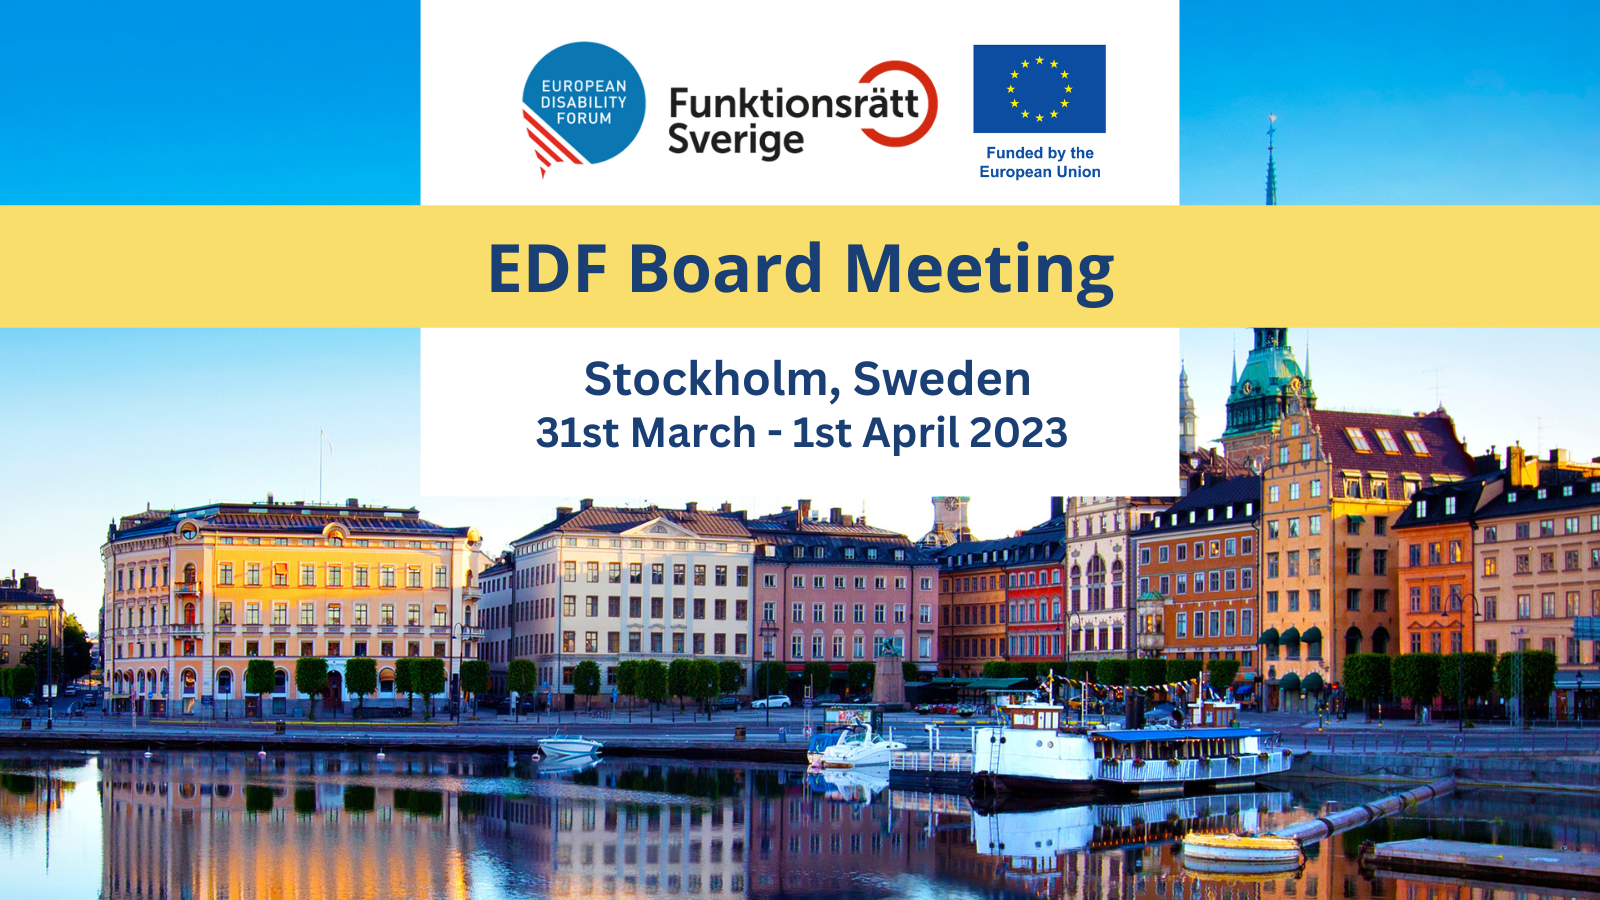 EUROPEAN
DISABILITY
FORUM
Funktionsrätt
Sverige
Funded by the
European Union
EDF Board Meeting
Stockholm, Sweden
31st March - 1st April 2023